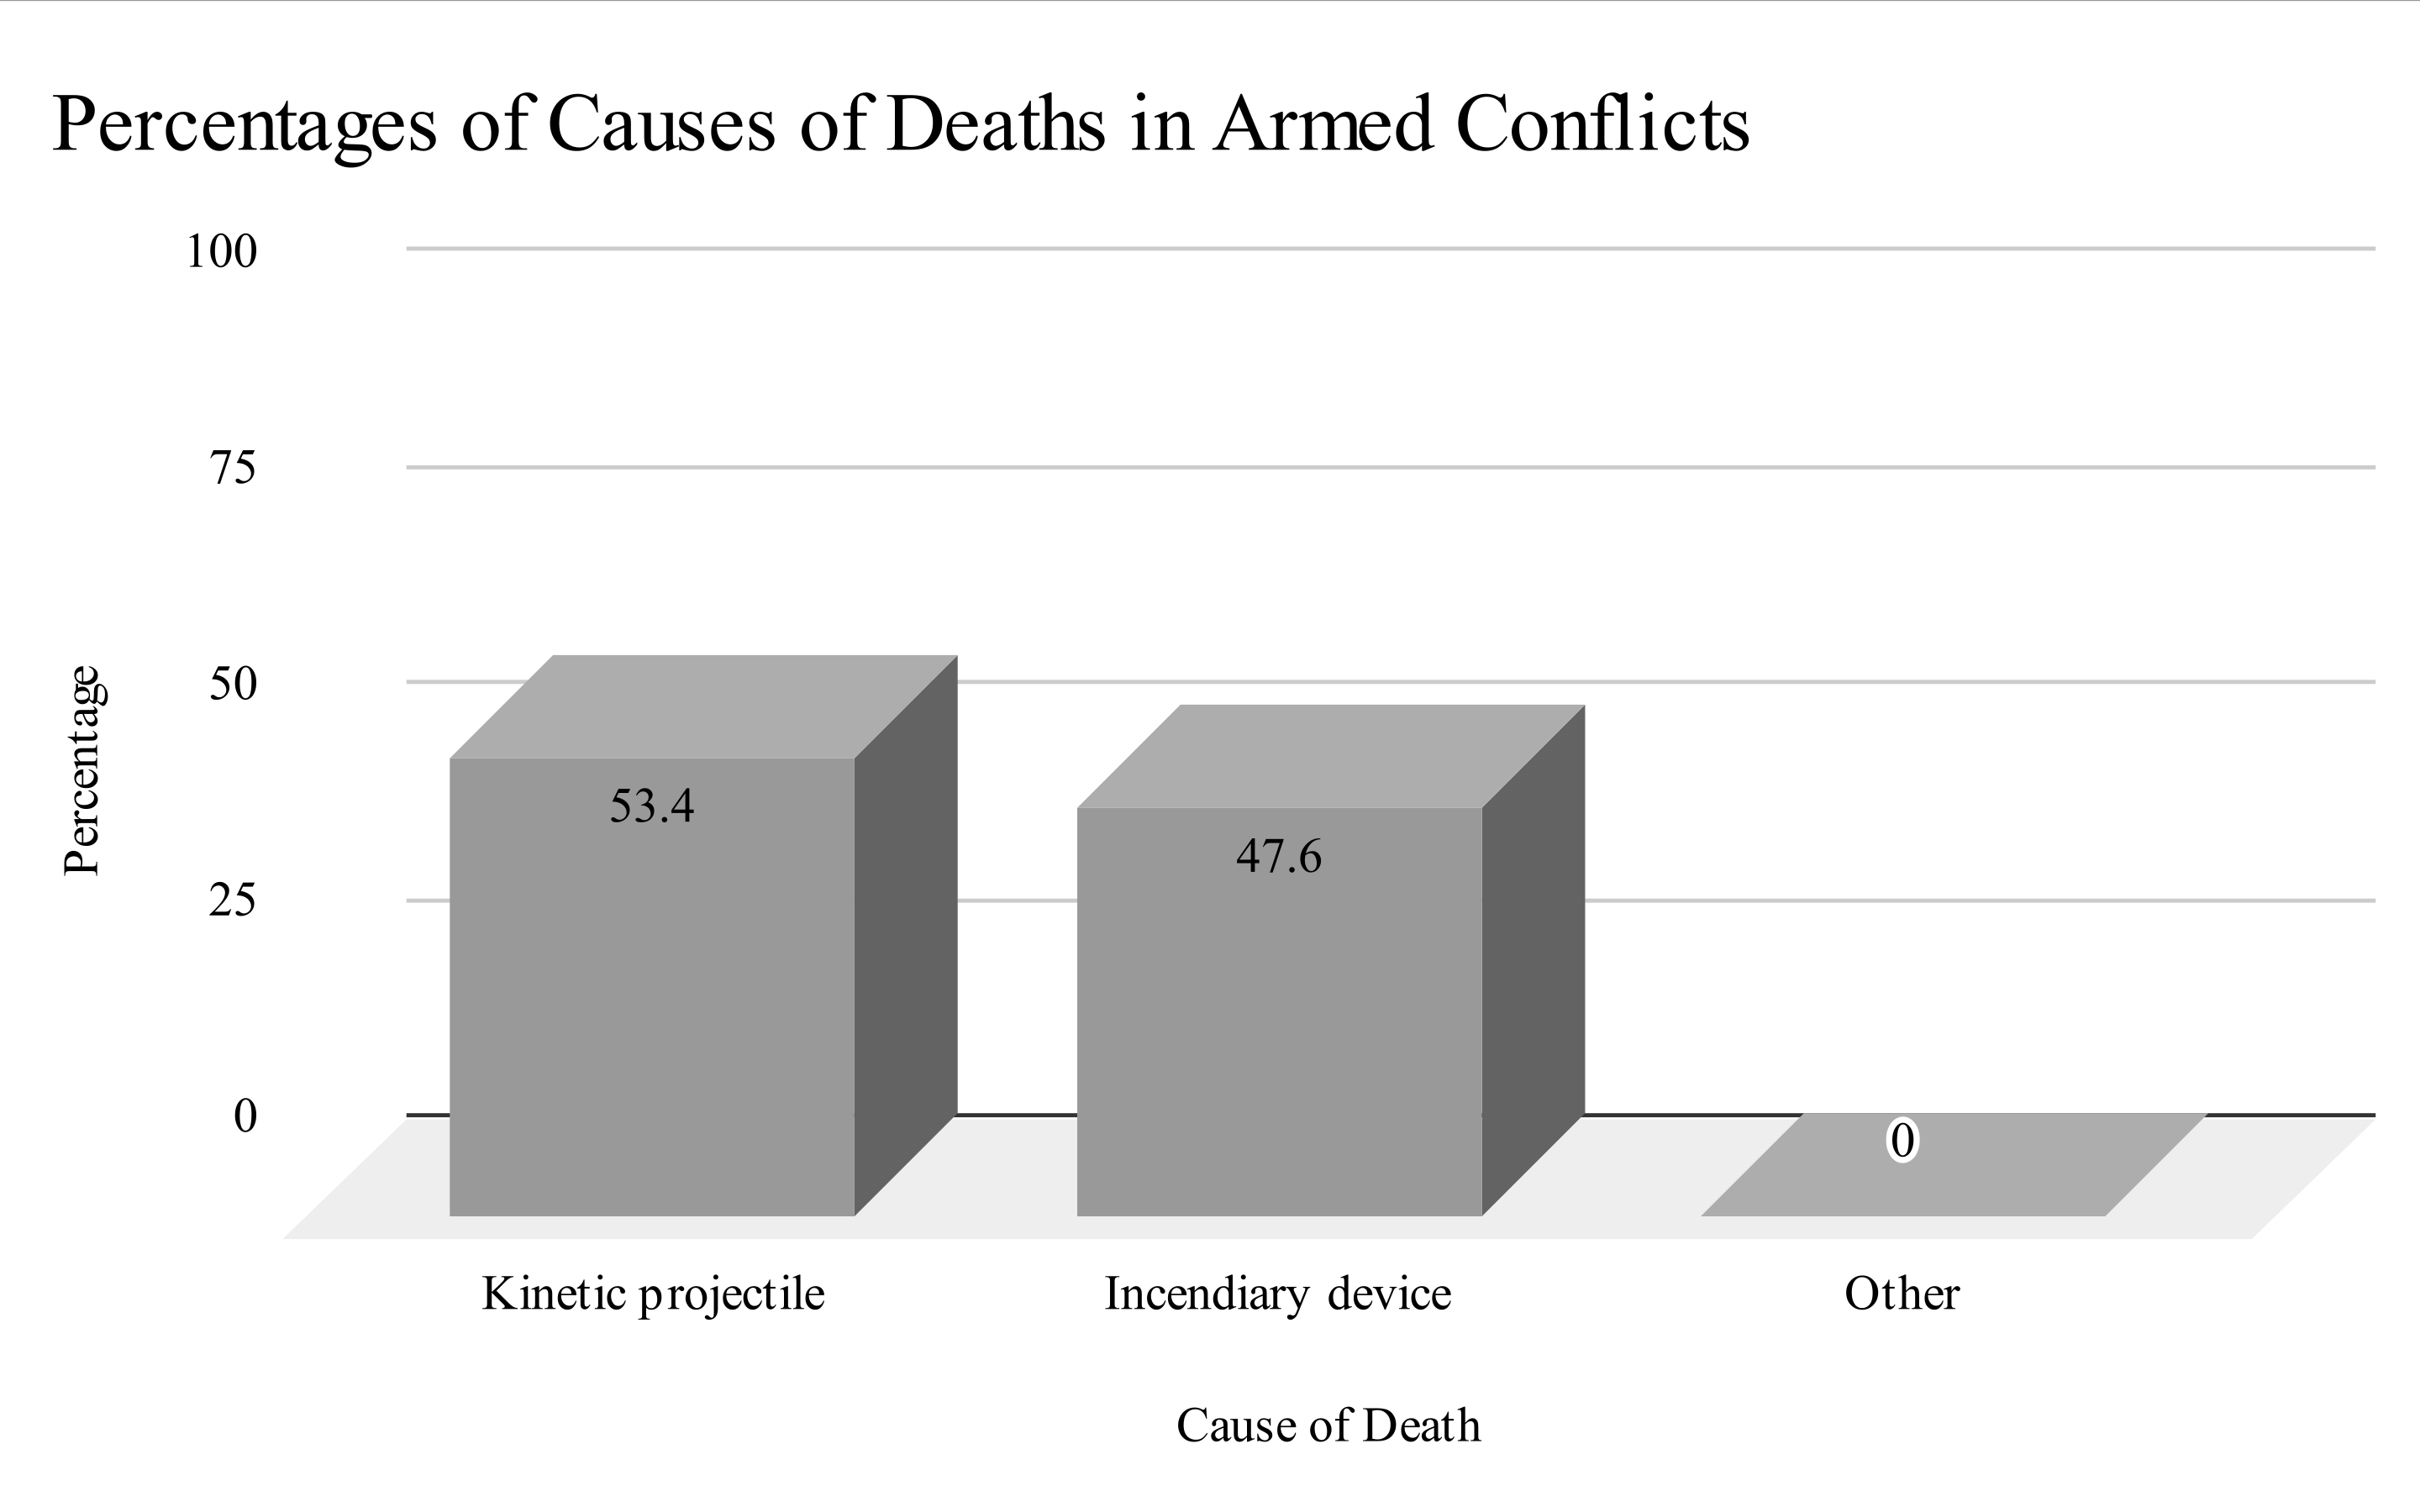 Percentages of Causes of Deaths in Armed Conflicts
100
75
50
25
0
Percentage
53.4
47.6
0
Kinetic projectile
Incendiary device
Other
Cause of Death